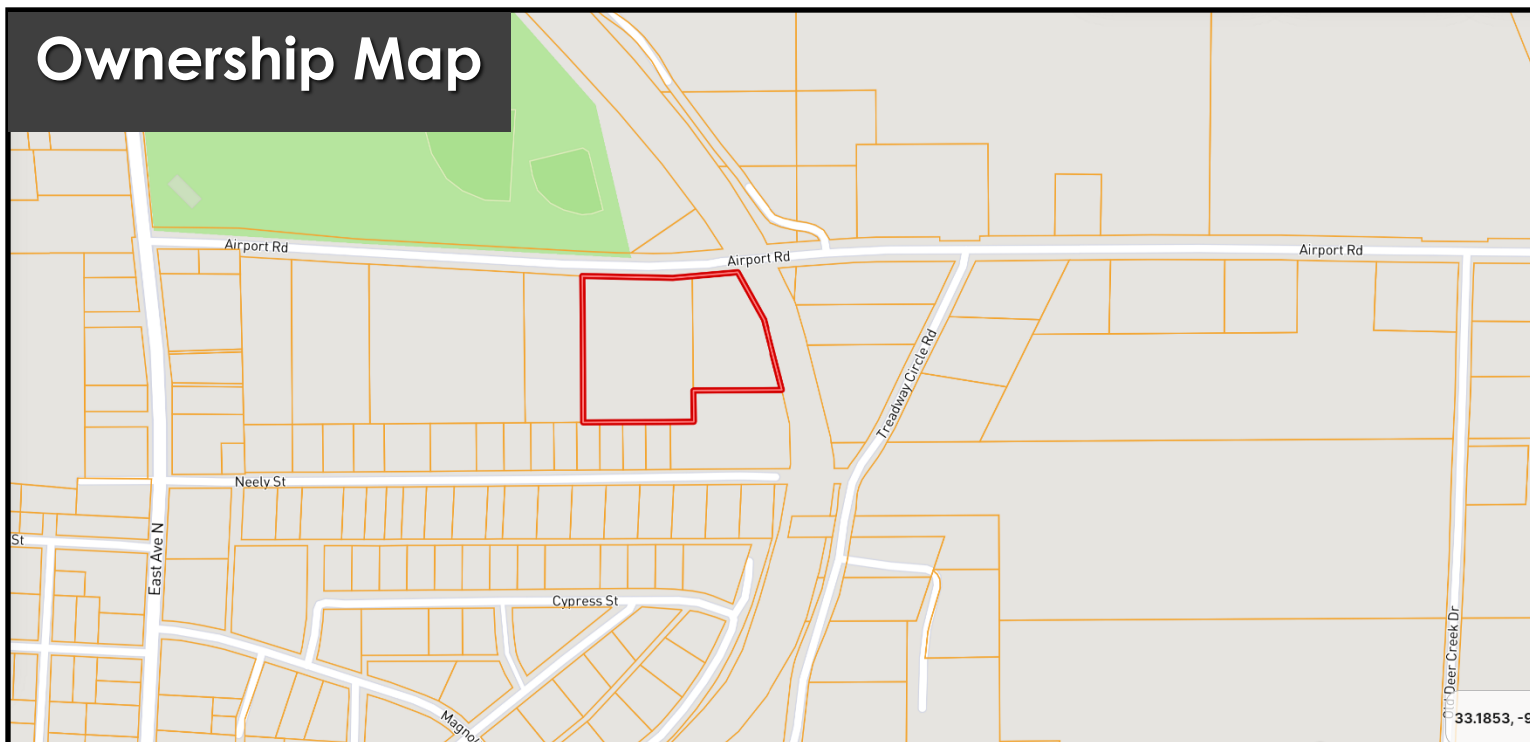 Ownership Map
Airport Rd
Airport Rd
Airport Rd
Treadway Circle Rd
Neely St
St
East Ave N
Cypress St
Old Deer Creek Dr
Magnol
33.1853, -9